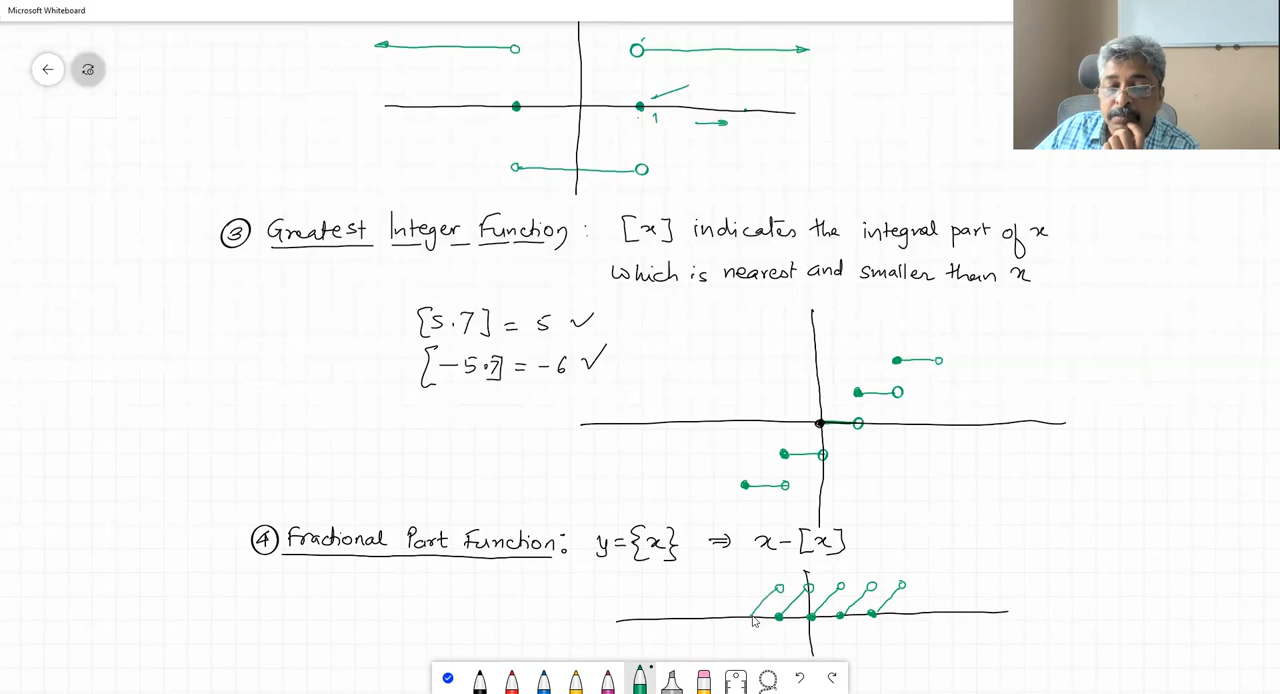 Microsoft Whiteboard
1
③ Greatest Integer Function : [x] indicates the integral part of x
which is nearest and smaller than x
[5.7] = 5 ✓
[-5.7] = -6 ✓
④ Fractional Part Function : y = {x} ⇒ x - [x]